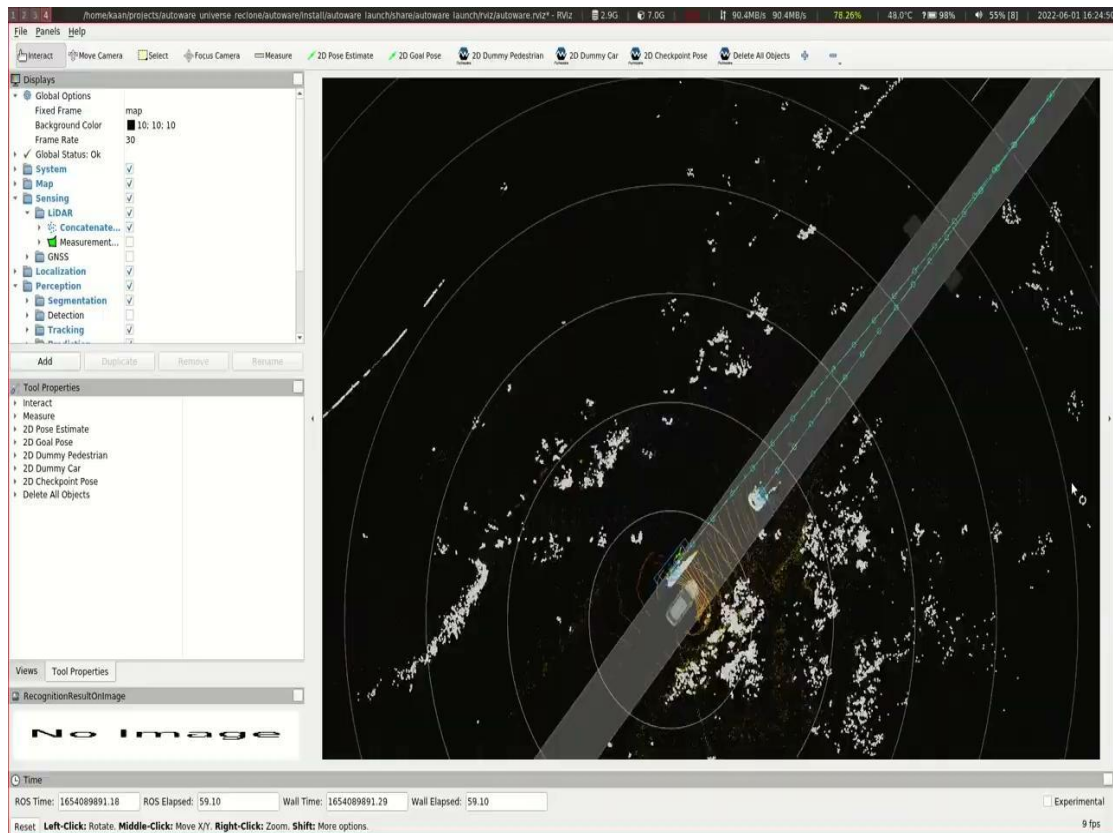 1 2 3 4 /home/kaan/projects/autoware_universe_reclone/autoware/install/autoware_launch/share/autoware_launch/rviz/autoware.rviz* - RViz 2.9G 7.0G 90.4MB/s 90.4MB/s 78.26% 48.0°C ? 98% 55% [8] 2022-06-01 16:24:50
File Panels Help
Interact Move Camera Select Focus Camera Measure 2D Pose Estimate 2D Goal Pose 2D Dummy Pedestrian 2D Dummy Car 2D Checkpoint Pose Delete All Objects
Displays
Global Options
Fixed Frame map
Background Color 10; 10; 10
Frame Rate 30
Global Status: Ok
System
Map
Sensing
LiDAR
Concatenate...
Measurement...
GNSS
Localization
Perception
Segmentation
Detection
Tracking
Prediction
Add Duplicate Remove Rename
Tool Properties
Interact
Measure
2D Pose Estimate
2D Goal Pose
2D Dummy Pedestrian
2D Dummy Car
2D Checkpoint Pose
Delete All Objects
Views Tool Properties
RecognitionResultOnImage
No Image
Time
ROS Time: 1654089891.18 ROS Elapsed: 59.10 Wall Time: 1654089891.29 Wall Elapsed: 59.10 Experimental
Reset Left-Click: Rotate. Middle-Click: Move X/Y. Right-Click: Zoom. Shift: More options. 9 fps